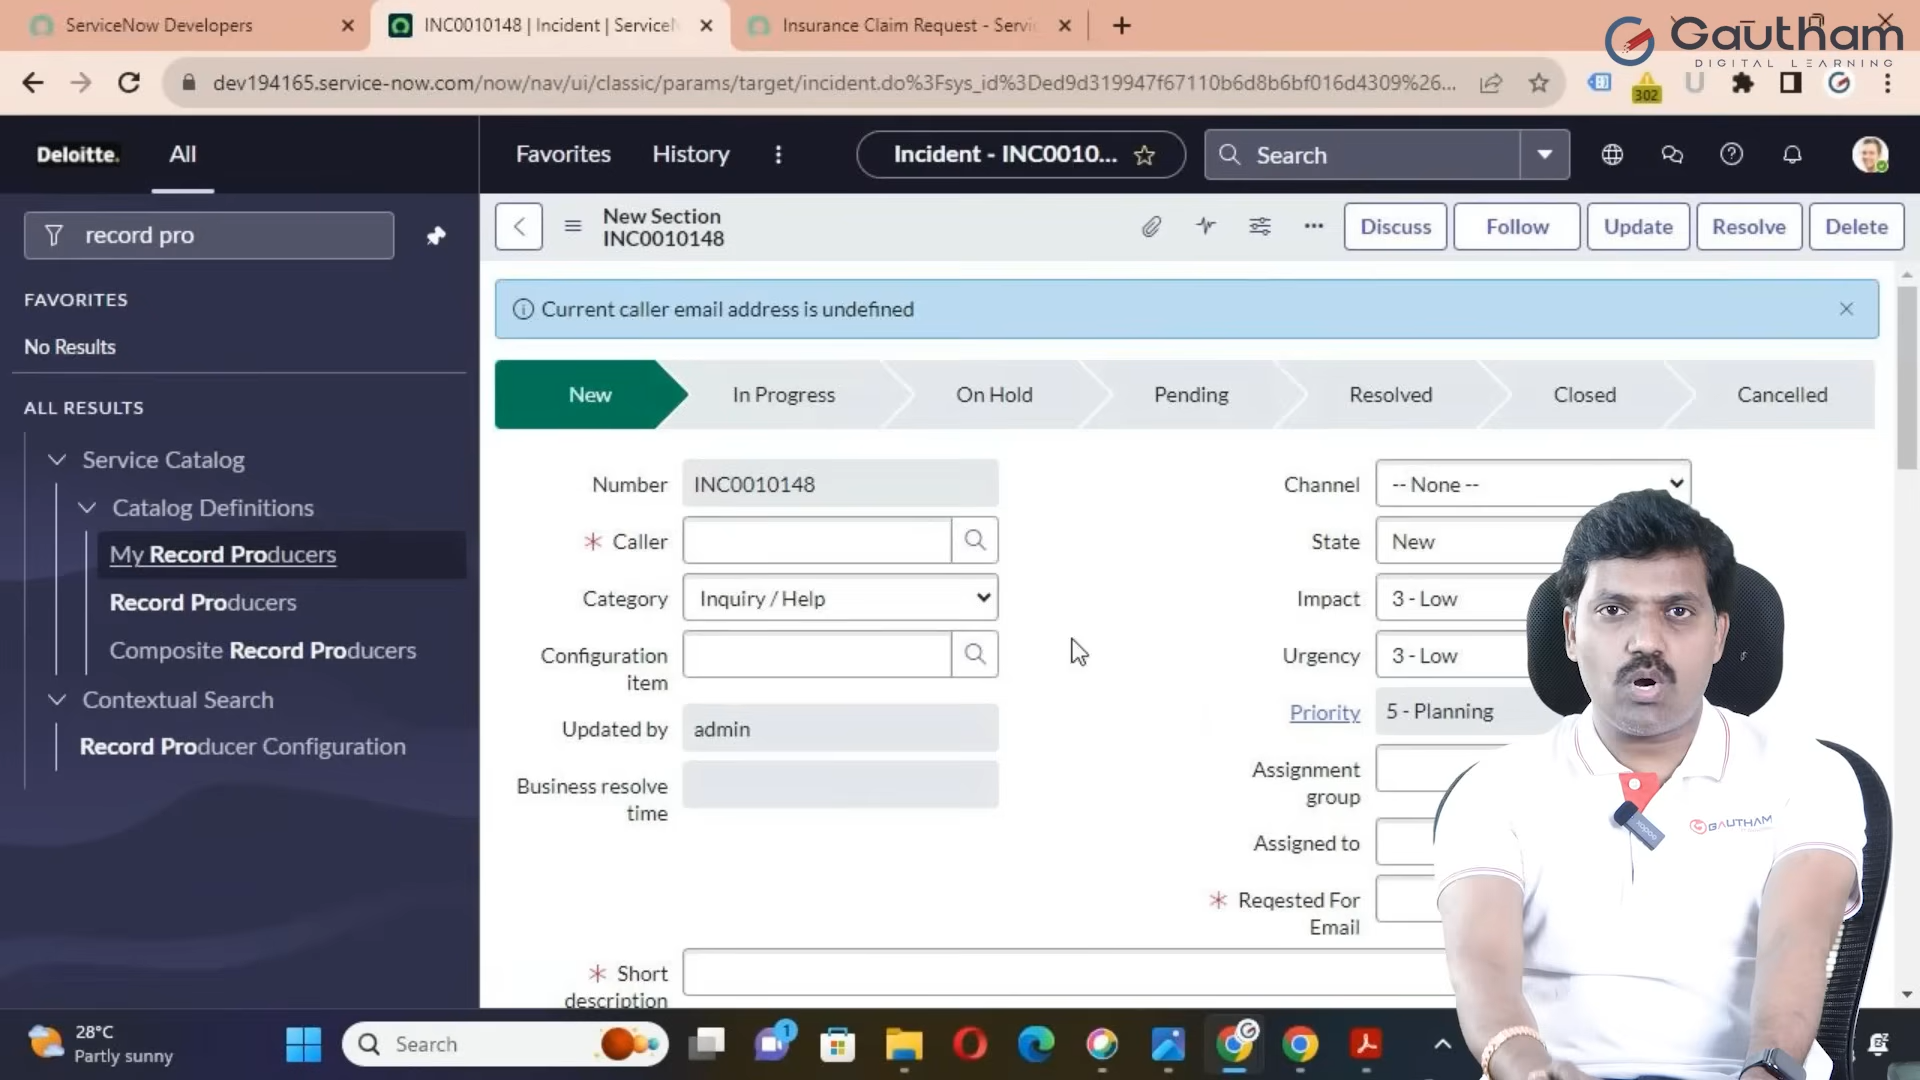 ServiceNow Developers
INC0010148 | Incident | ServiceN
Insurance Claim Request - Servi
Gautham
DIGITAL LEARNING
dev194165.service-now.com/now/nav/ui/classic/params/target/incident.do%3Fsys_id%3Ded9d319947f67110b6d8b6bf016d4309%26...
302
Deloitte.
All
Favorites
History
Incident - INC0010...
Search
record pro
New Section
INC0010148
Discuss
Follow
Update
Resolve
Delete
FAVORITES
No Results
ALL RESULTS
Service Catalog
Catalog Definitions
My Record Producers
Record Producers
Composite Record Producers
Contextual Search
Record Producer Configuration
Current caller email address is undefined
New
In Progress
On Hold
Pending
Resolved
Closed
Cancelled
Number
INC0010148
Caller
Category
Inquiry / Help
Configuration
item
Updated by
admin
Business resolve
time
Channel
-- None --
State
New
Impact
3 - Low
Urgency
3 - Low
Priority
5 - Planning
Assignment
group
Assigned to
Reqested For
Email
Short
description
GAUTHAM
28°C
Partly sunny
Search
1